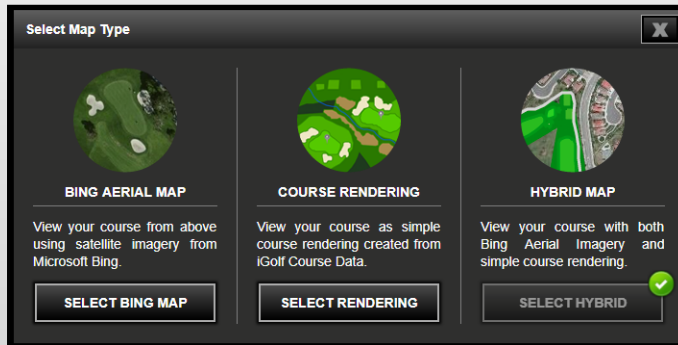 Select Map Type
X
BING AERIAL MAP
View your course from above
using satellite imagery from
Microsoft Bing.
SELECT BING MAP
COURSE RENDERING
View your course as simple
course rendering created from
iGolf Course Data.
SELECT RENDERING
HYBRID MAP
View your course with both
Bing Aerial Imagery and
simple course rendering.
SELECT HYBRID